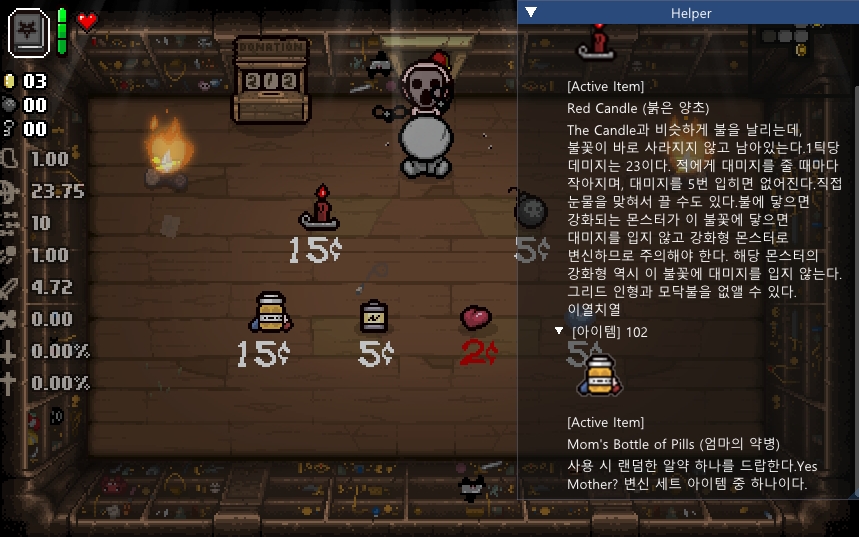 Helper
DONATION
212
03
00
00
1.00
23.75
10
1.00
4.72
0.00
0.00%
0.00%
15¢
5¢
15¢
5¢
2¢
5¢
[Active Item]
Red Candle (붉은 양초)
The Candle과 비슷하게 불을 날리는데,
불꽃이 바로 사라지지 않고 남아있는다.1틱당
데미지는 23이다. 적에게 대미지를 줄 때마다
작아지며, 대미지를 5번 입히면 없어진다.직접
눈물을 맞혀서 끌 수도 있다.불에 닿으면
강화되는 몬스터가 이 불꽃에 닿으면
대미지를 입지 않고 강화형 몬스터로
변신하므로 주의해야 한다. 해당 몬스터의
강화형 역시 이 불꽃에 대미지를 입지 않는다.
그리드 인형과 모닥불을 없앨 수 있다.
이열치열
[아이템] 102
[Active Item]
Mom's Bottle of Pills (엄마의 약병)
사용 시 랜덤한 알약 하나를 드랍한다.Yes
Mother? 변신 세트 아이템 중 하나이다.